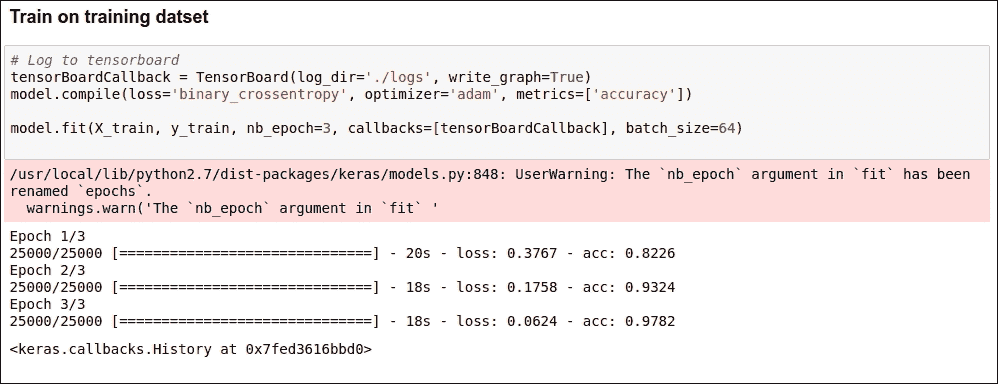 Train on training datset
# Log to tensorboard
tensorBoardCallback = TensorBoard(log_dir='./logs', write_graph=True)
model.compile(loss='binary_crossentropy', optimizer='adam', metrics=['accuracy'])
model.fit(X_train, y_train, nb_epoch=3, callbacks=[tensorBoardCallback], batch_size=64)
/usr/local/lib/python2.7/dist-packages/keras/models.py:848: UserWarning: The `nb_epoch` argument in `fit` has been
renamed `epochs`.
  warnings.warn('The `nb_epoch` argument in `fit` '
Epoch 1/3
25000/25000 [==============================] - 20s - loss: 0.3767 - acc: 0.8226
Epoch 2/3
25000/25000 [==============================] - 18s - loss: 0.1758 - acc: 0.9324
Epoch 3/3
25000/25000 [==============================] - 18s - loss: 0.0624 - acc: 0.9782
<keras.callbacks.History at 0x7fed3616bbd0>